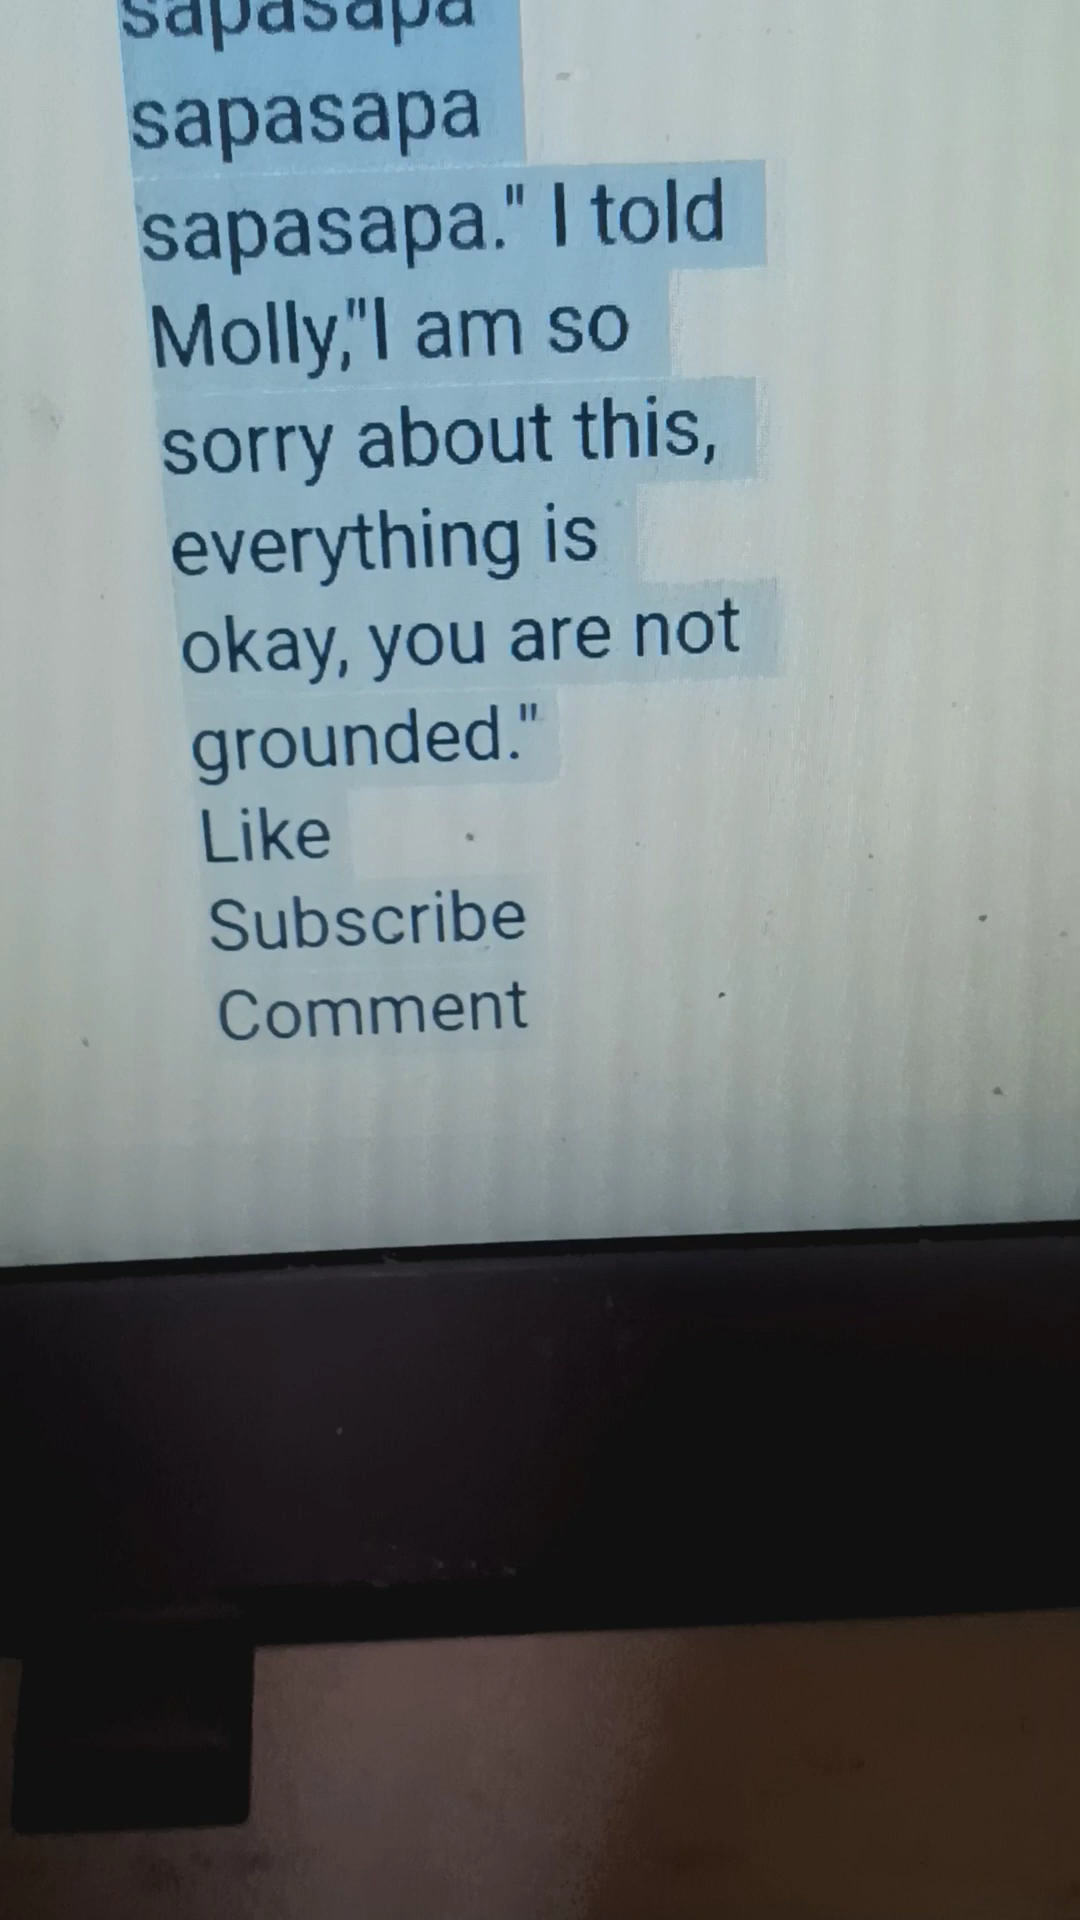 sapasapa
sapasapa
sapasapa." I told
Molly,"I am so
sorry about this,
everything is
okay, you are not
grounded."
Like
Subscribe
Comment